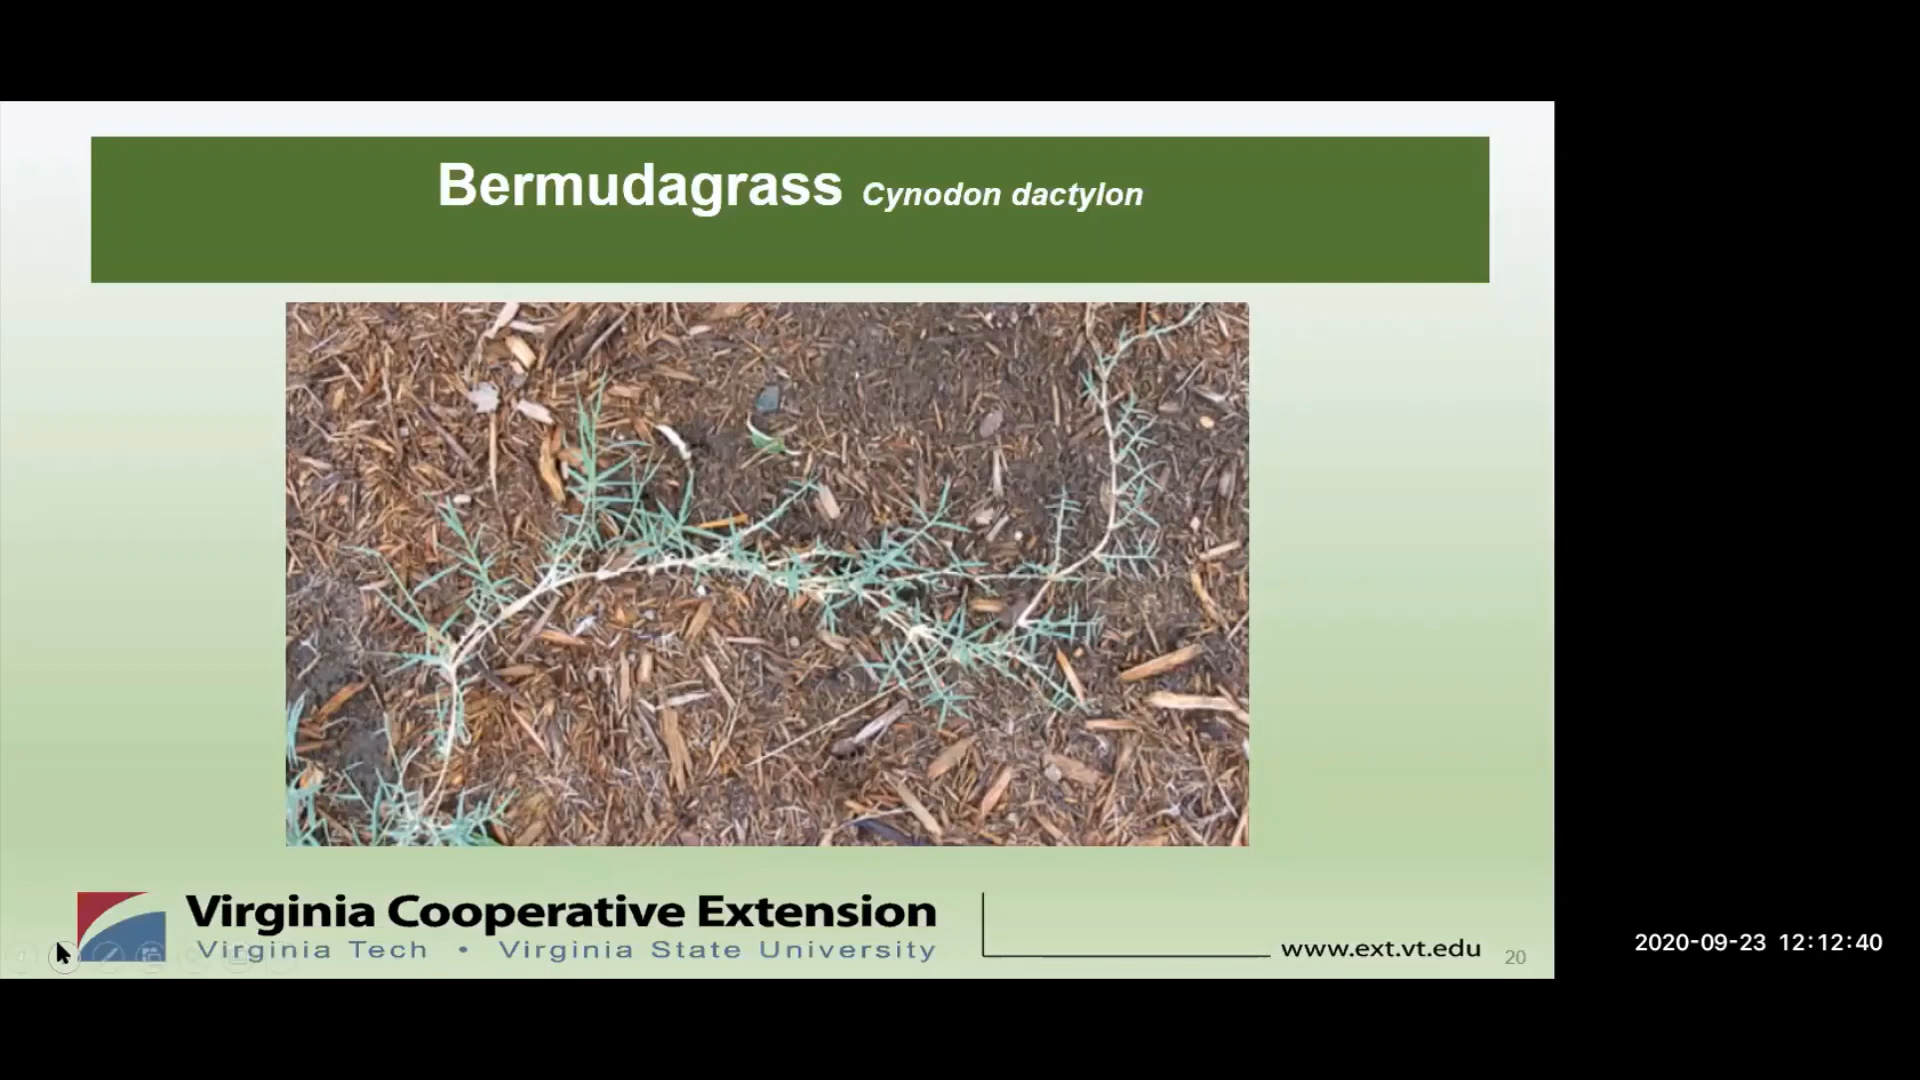 Bermudagrass Cynodon dactylon
Virginia Cooperative Extension
Virginia Tech • Virginia State University
www.ext.vt.edu
20
2020-09-23 12:12:40